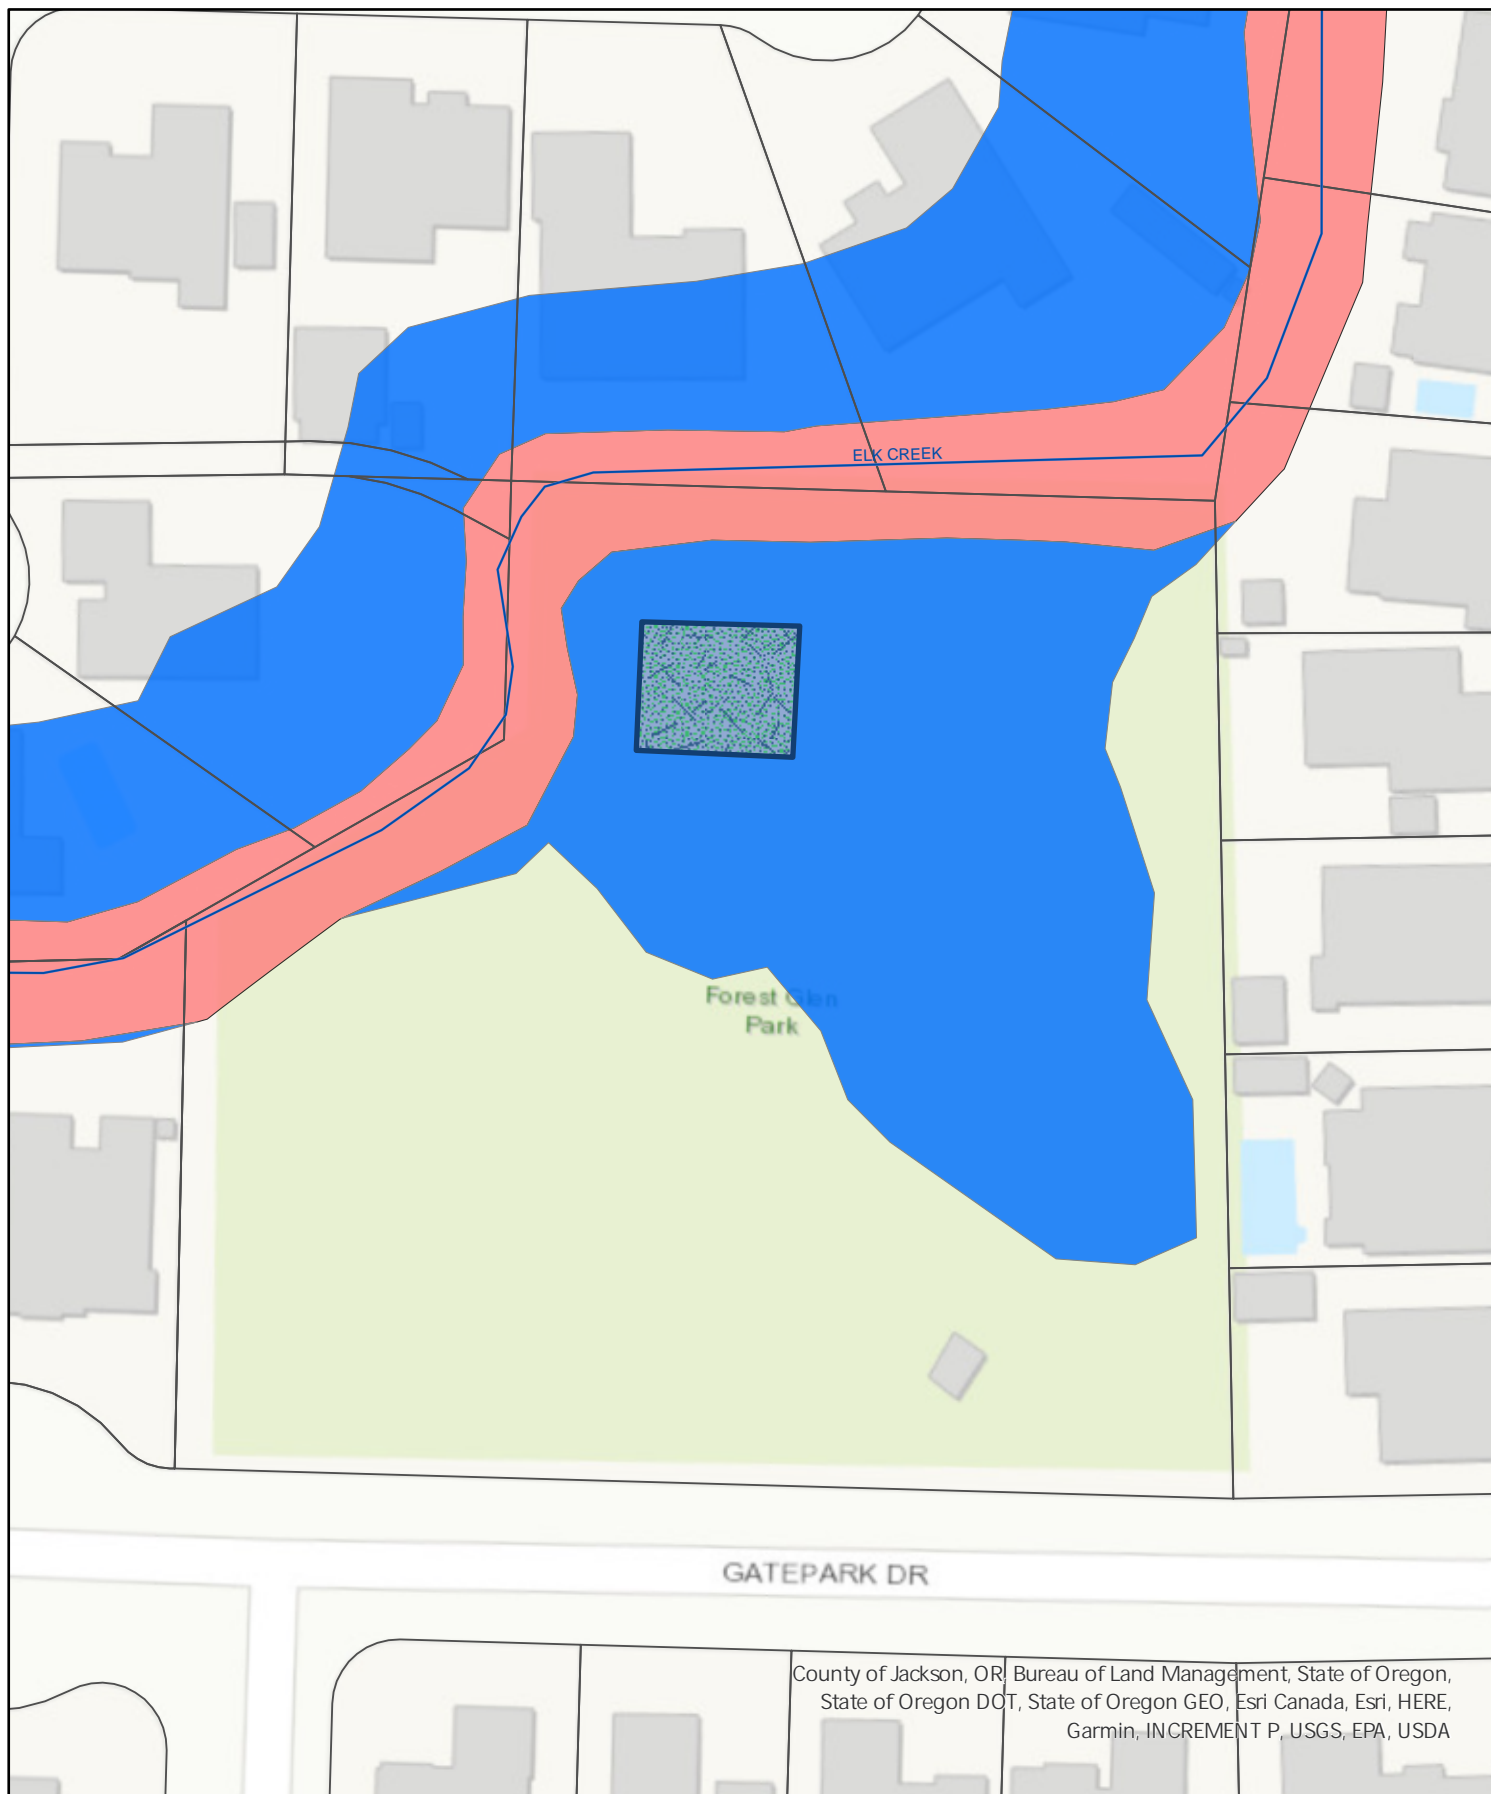 ELK CREEK
Forest Glen
Park
GATEPARK DR
County of Jackson, OR, Bureau of Land Management, State of Oregon,
State of Oregon DOT, State of Oregon GEO, Esri Canada, Esri, HERE,
Garmin, INCREMENT P, USGS, EPA, USDA